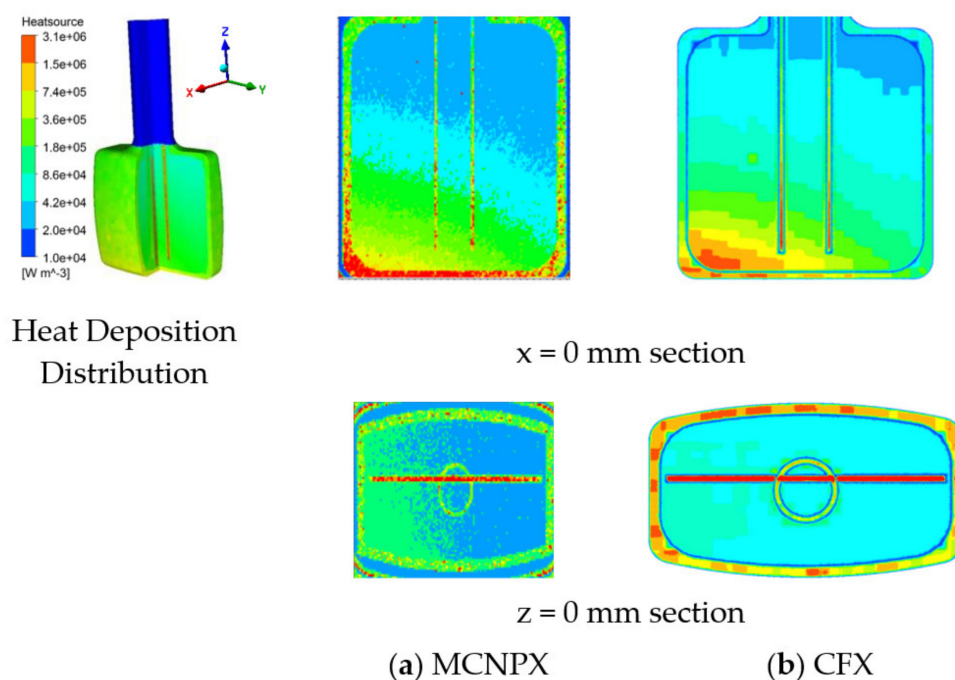 Heatsource
3.1e+06
1.5e+06
7.4e+05
3.6e+05
1.8e+05
8.6e+04
4.2e+04
2.0e+04
1.0e+04
[W m^-3]
Z
X
Y
Heat Deposition
Distribution
x = 0 mm section
z = 0 mm section
(a) MCNPX
(b) CFX